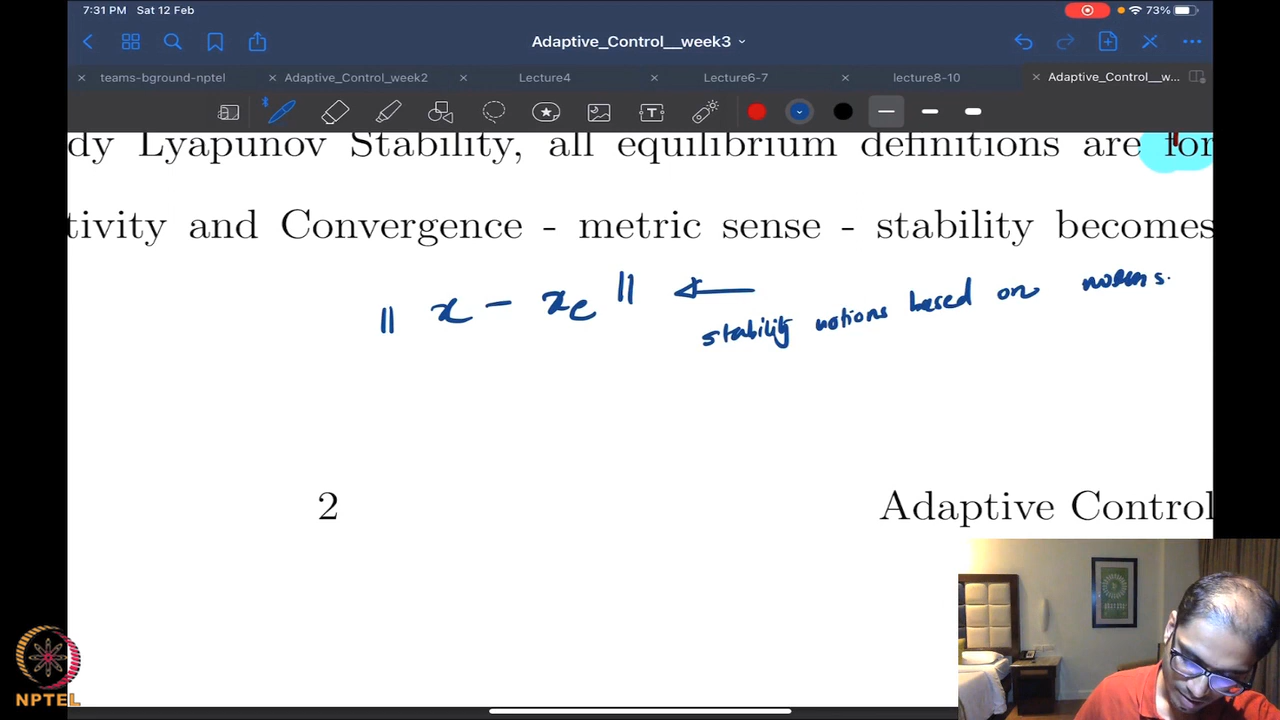 7:31 PM Sat 12 Feb
73%
Adaptive_Control__week3
teams-bground-nptel
Adaptive_Control_week2
Lecture4
Lecture6-7
lecture8-10
Adaptive_Control__w...
dy Lyapunov Stability, all equilibrium definitions are for
tivity and Convergence - metric sense - stability becomes
|| x - xe ||
stability notions based on norms.
2
Adaptive Control
NPTEL